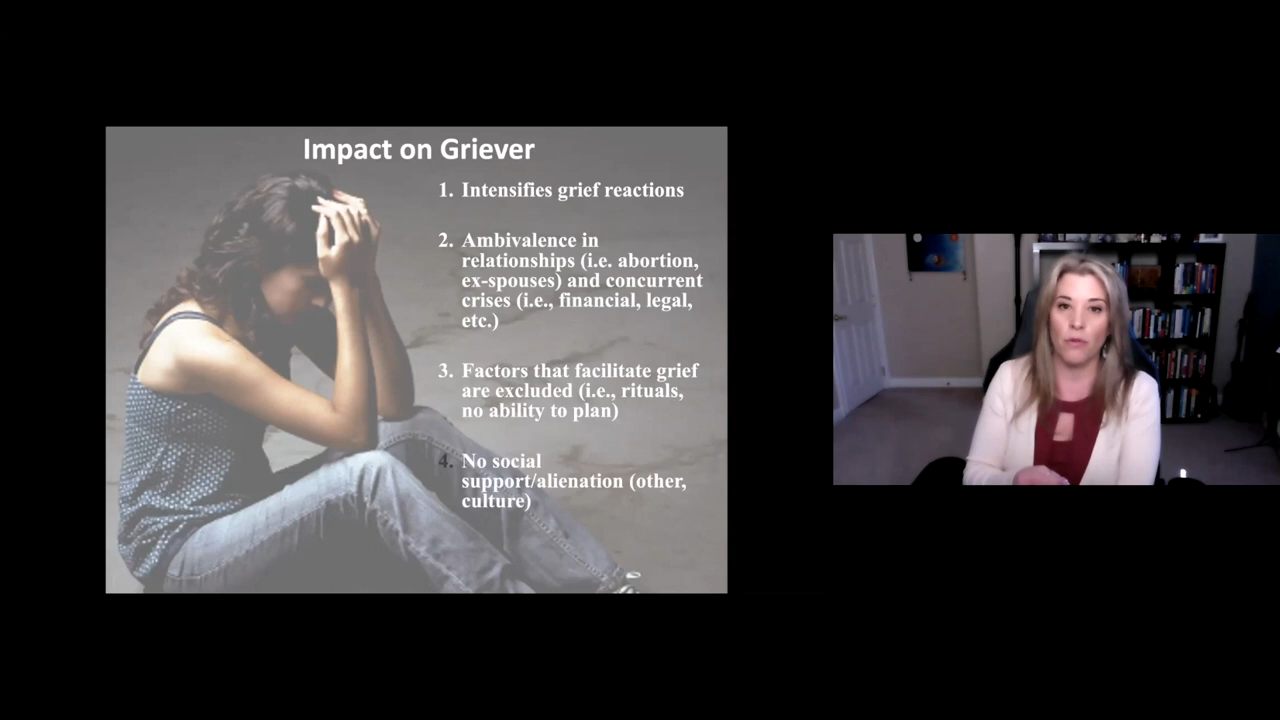 Impact on Griever
1. Intensifies grief reactions
2. Ambivalence in
relationships (i.e. abortion,
ex-spouses) and concurrent
crises (i.e., financial, legal,
etc.)
3. Factors that facilitate grief
are excluded (i.e., rituals,
no ability to plan)
4. No social
support/alienation (other,
culture)